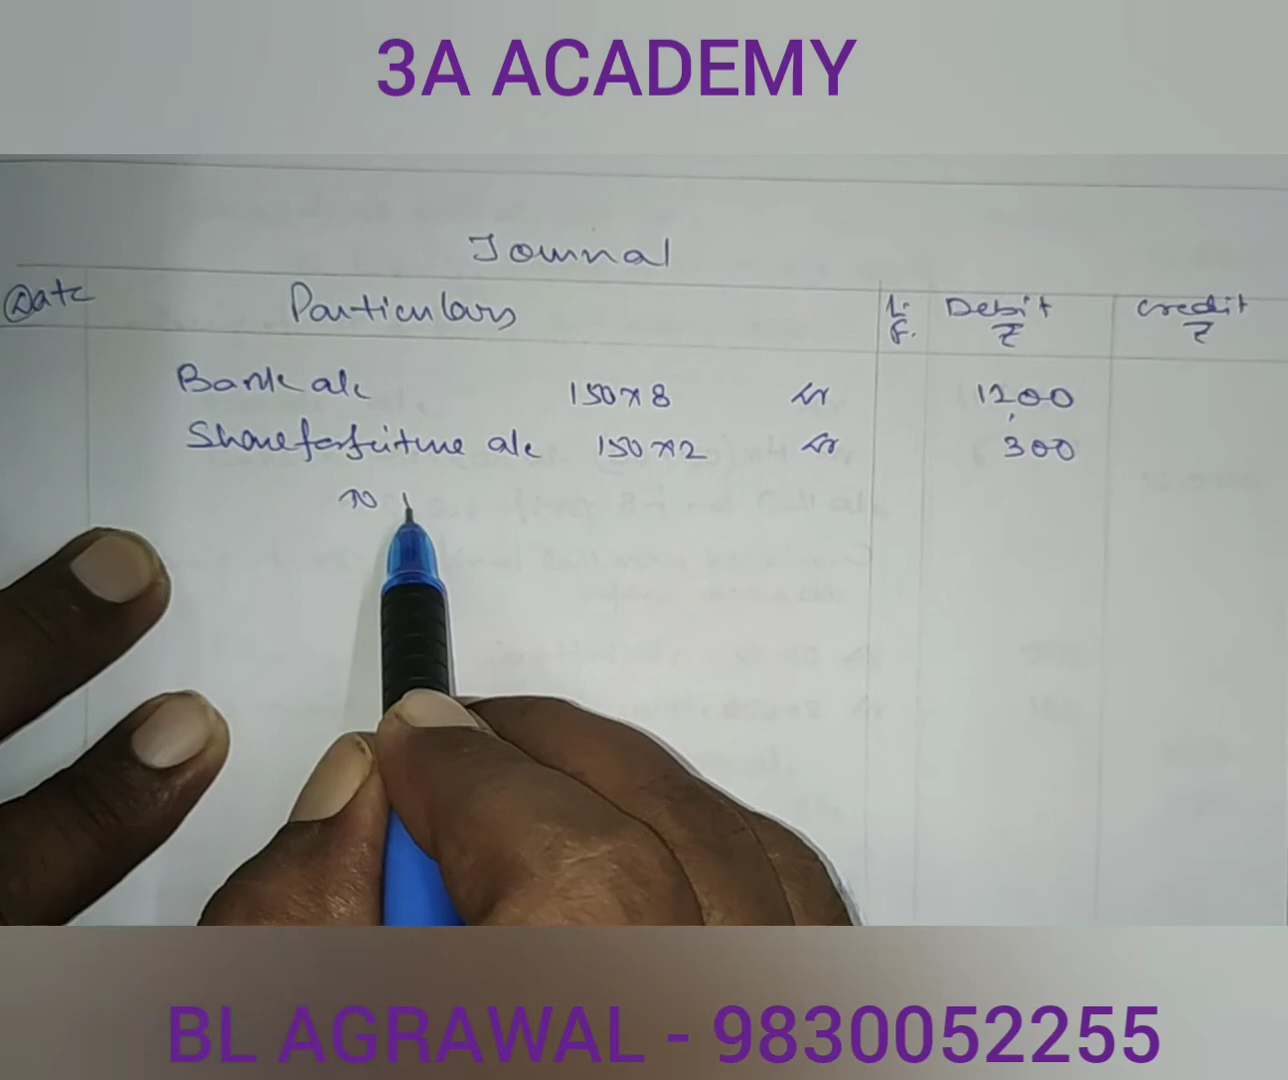 3A ACADEMY
Journal
Date Particulars L.F. Debit ₹ Credit ₹
Bank a/c 150×8 Dr 1200
Share forfeiture a/c 150×2 Dr 300
To
BL AGRAWAL - 9830052255